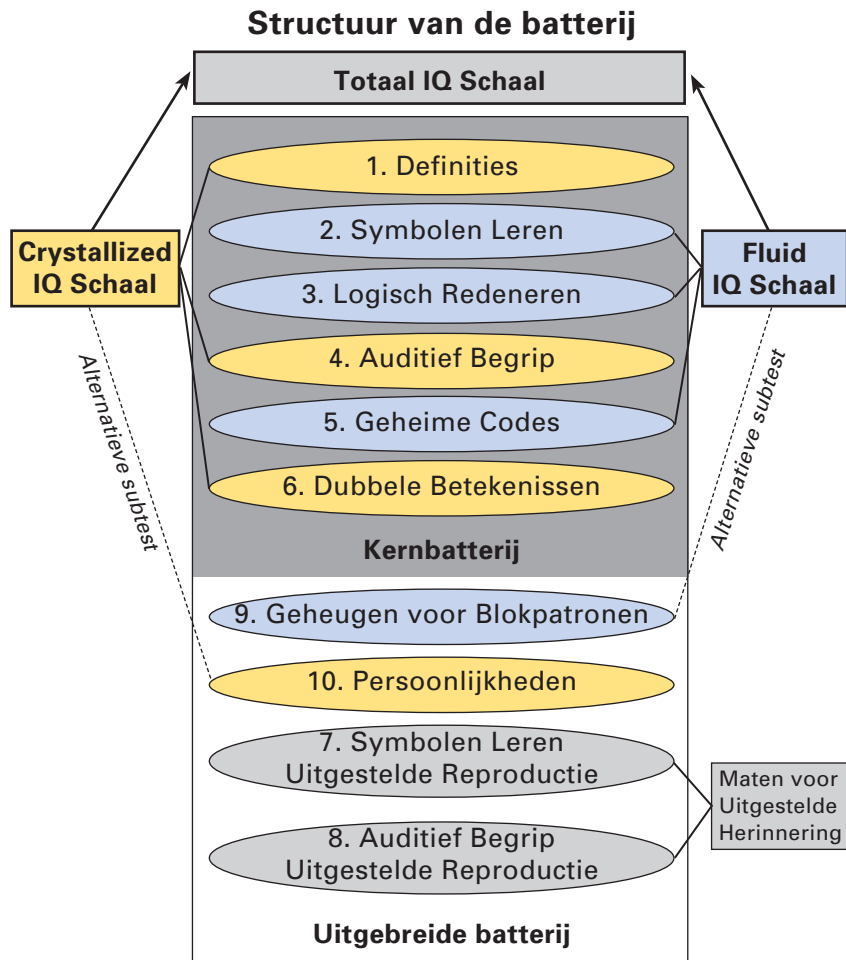 Structuur van de batterij
Totaal IQ Schaal
1. Definities
2. Symbolen Leren
Crystallized
IQ Schaal
Fluid
IQ Schaal
3. Logisch Redeneren
4. Auditief Begrip
Alternatieve subtest
Alternatieve subtest
5. Geheime Codes
6. Dubbele Betekenissen
Kernbatterij
9. Geheugen voor Blokpatronen
10. Persoonlijkheden
7. Symbolen Leren
Uitgestelde Reproductie
Maten voor
Uitgestelde
Herinnering
8. Auditief Begrip
Uitgestelde Reproductie
Uitgebreide batterij